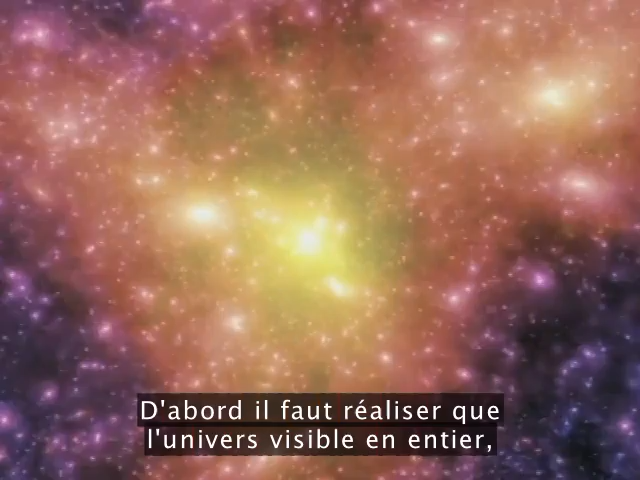 D'abord il faut réaliser que
l'univers visible en entier,